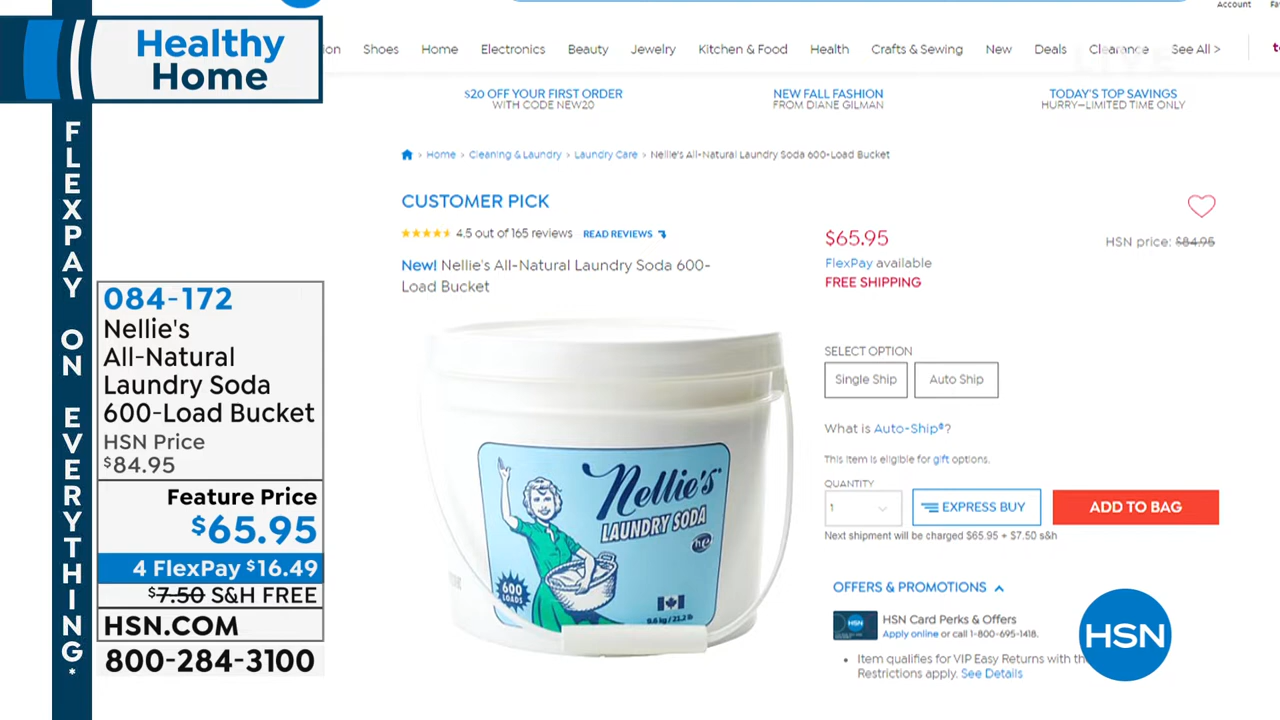 Healthy
Home
FLEXPAY ON EVERYTHING.*
084-172
Nellie's
All-Natural
Laundry Soda
600-Load Bucket
HSN Price
$84.95
Feature Price
$65.95
4 FlexPay $16.49
$7.50 S&H FREE
HSN.COM
800-284-3100
Account
Shoes Home Electronics Beauty Jewelry Kitchen & Food Health Crafts & Sewing New Deals Clearance See All >
LIVE
$20 OFF YOUR FIRST ORDER
WITH CODE NEW20
NEW FALL FASHION
FROM DIANE GILMAN
TODAY'S TOP SAVINGS
HURRY—LIMITED TIME ONLY
> Home > Cleaning & Laundry > Laundry Care > Nellie's All-Natural Laundry Soda 600-Load Bucket
CUSTOMER PICK
4.5 out of 165 reviews READ REVIEWS
New! Nellie's All-Natural Laundry Soda 600-
Load Bucket
Nellie's
LAUNDRY SODA
he
600
LOADS
9.6 kg / 21.2 lb
$65.95
HSN price: $84.95
FlexPay available
FREE SHIPPING
SELECT OPTION
Single Ship Auto Ship
What is Auto-Ship®?
This item is eligible for gift options.
QUANTITY
1 EXPRESS BUY ADD TO BAG
Next shipment will be charged $65.95 + $7.50 s&h
OFFERS & PROMOTIONS
HSN HSN Card Perks & Offers
Apply online or call 1-800-695-1418.
• Item qualifies for VIP Easy Returns with
Restrictions apply. See Details
HSN